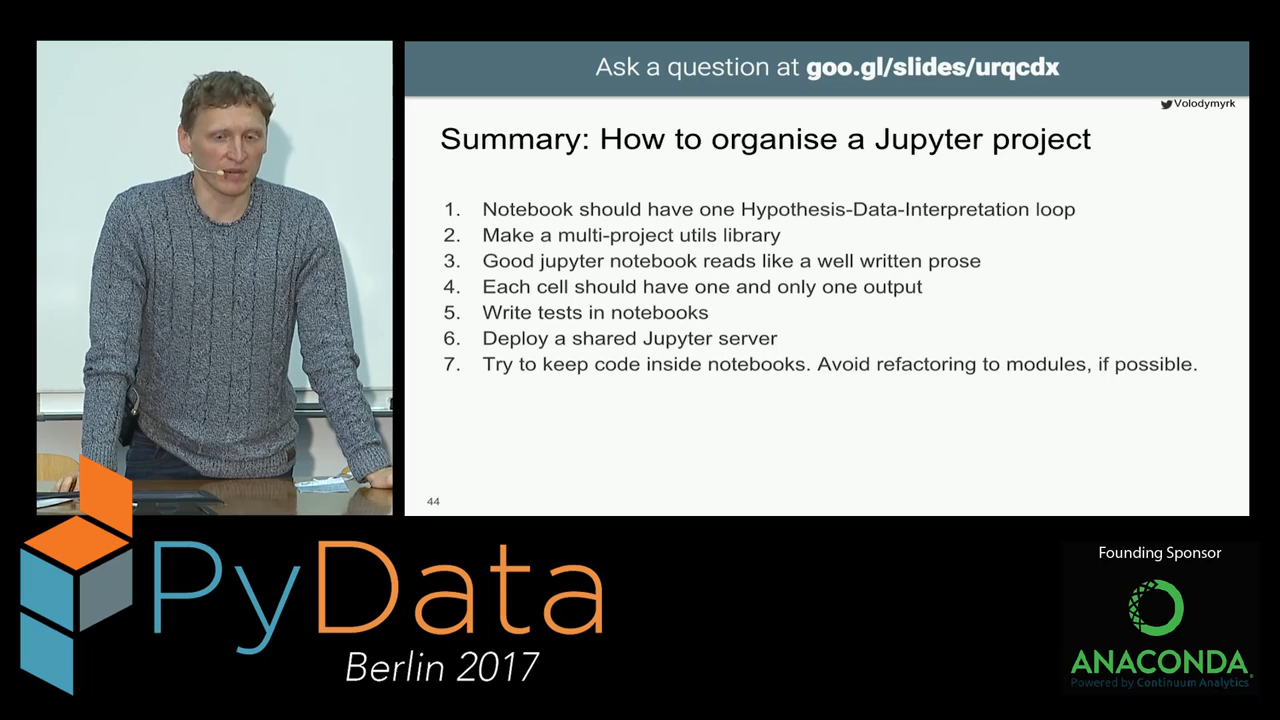 Ask a question at goo.gl/slides/urqcdx
Volodymyrk
Summary: How to organise a Jupyter project
1. Notebook should have one Hypothesis-Data-Interpretation loop
2. Make a multi-project utils library
3. Good jupyter notebook reads like a well written prose
4. Each cell should have one and only one output
5. Write tests in notebooks
6. Deploy a shared Jupyter server
7. Try to keep code inside notebooks. Avoid refactoring to modules, if possible.
44
PyData
Berlin 2017
Founding Sponsor
ANACONDA
Powered by Continuum Analytics